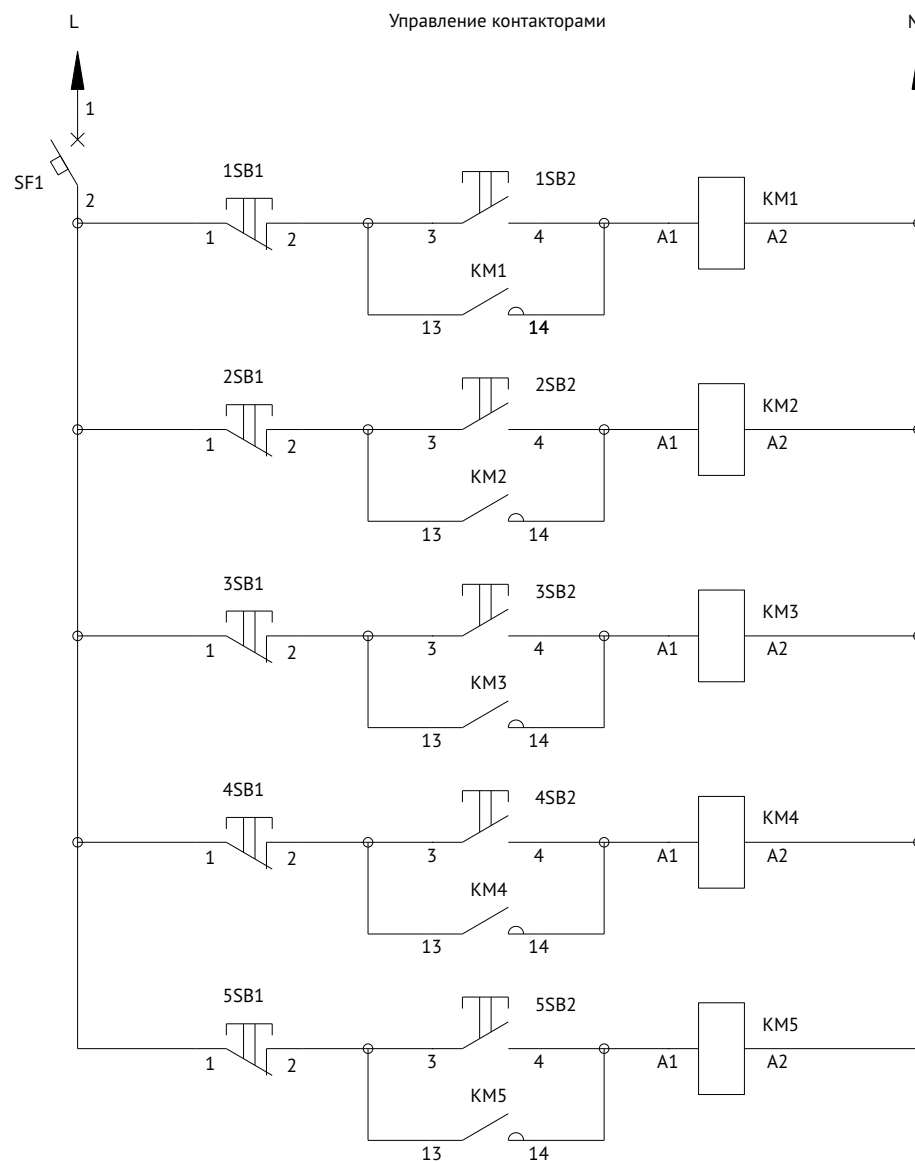 L Управление контакторами N
1
SF1
2
1SB1 1SB2 KM1
1 2 3 4 A1 A2
KM1
13 14
2SB1 2SB2 KM2
1 2 3 4 A1 A2
KM2
13 14
3SB1 3SB2 KM3
1 2 3 4 A1 A2
KM3
13 14
4SB1 4SB2 KM4
1 2 3 4 A1 A2
KM4
13 14
5SB1 5SB2 KM5
1 2 3 4 A1 A2
KM5
13 14